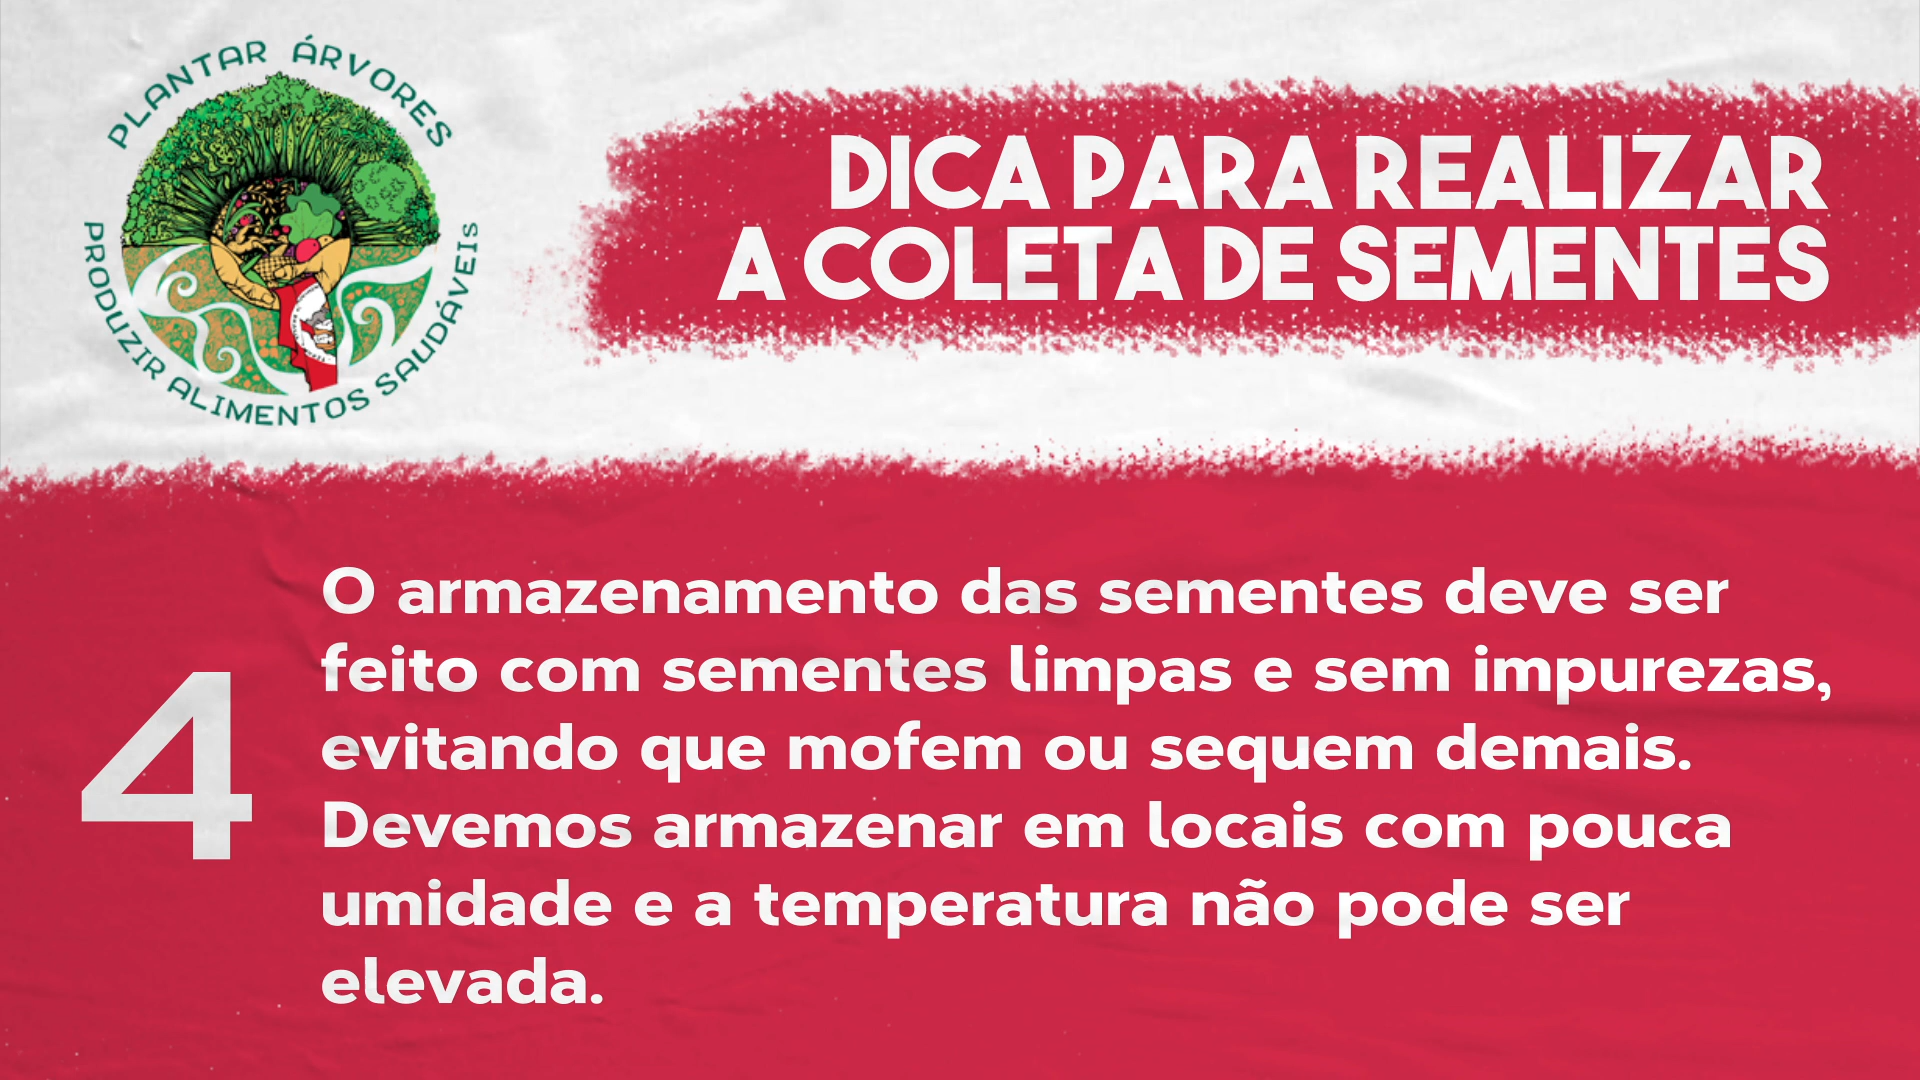 PLANTAR ÁRVORES
PRODUZIR ALIMENTOS SAUDÁVEIS
DICA PARA REALIZAR
A COLETA DE SEMENTES
4
O armazenamento das sementes deve ser
feito com sementes limpas e sem impurezas,
evitando que mofem ou sequem demais.
Devemos armazenar em locais com pouca
umidade e a temperatura não pode ser
elevada.